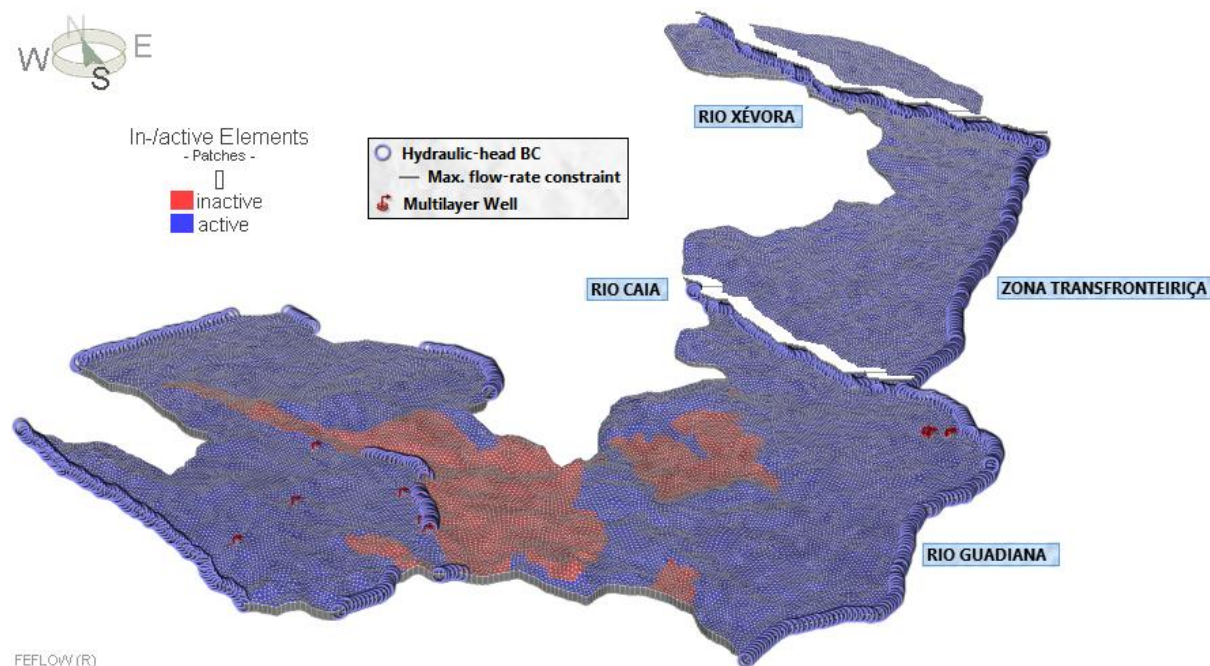 N
W
E
S
In-/active Elements
- Patches -
inactive
active
Hydraulic-head BC
Max. flow-rate constraint
Multilayer Well
RIO XÉVORA
RIO CAIA
ZONA TRANSFRONTEIRIÇA
RIO GUADIANA
FEFLOW (R)